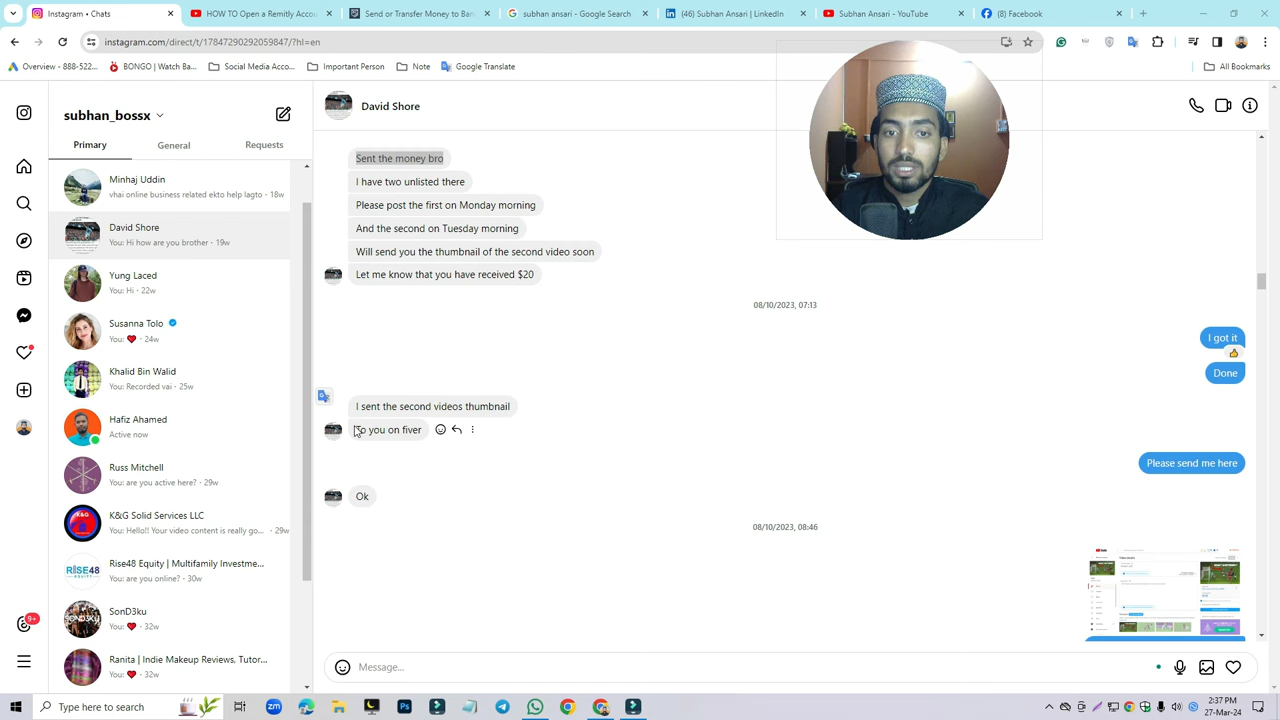 Instagram • Chats
HOW TO Open a Remitly Accou
"Send or Transfer Money to Ban
subhan ansari - Google Search
(46) Subhan Ansari | LinkedIn
Subhan Ansari - YouTube
(8) Facebook
instagram.com/direct/t/17847290292059847/?hl=en
Overview - 888-522...
BONGO | Watch Ba...
Social Media Acco...
Important Person
Note
Google Translate
All Bookmarks
subhan_bossx
Primary
General
Requests
Minhaj Uddin
vhai online business related ekto help lagto · 18w
David Shore
You: Hi how are you brother · 19w
Yung Laced
You: Hi · 22w
Susanna Tolo
You: ❤️ · 24w
Khalid Bin Walid
You: Recorded vai · 25w
Hafiz Ahamed
Active now
Russ Mitchell
You: are you active here? · 29w
K&G Solid Services LLC
You: Hello!! Your video content is really go... · 29w
Rise48 Equity | Multifamily Investme...
You: are you online? · 30w
SonD3ku
You: ❤️ · 32w
Ranita | Indie Makeup Reviews, Tutor...
You: ❤️ · 32w
9+
David Shore
Sent the money bro
I have two unlisted there
Please post the first on Monday morning
And the second on Tuesday morning
Will send you the thumbnail of the second video soon
Let me know that you have received $20
08/10/2023, 07:13
I got it
Done
I sent the second videos thumbnail
To you on fiver
Please send me here
Ok
08/10/2023, 08:46
Message...
Type here to search
2:37 PM
27-Mar-24